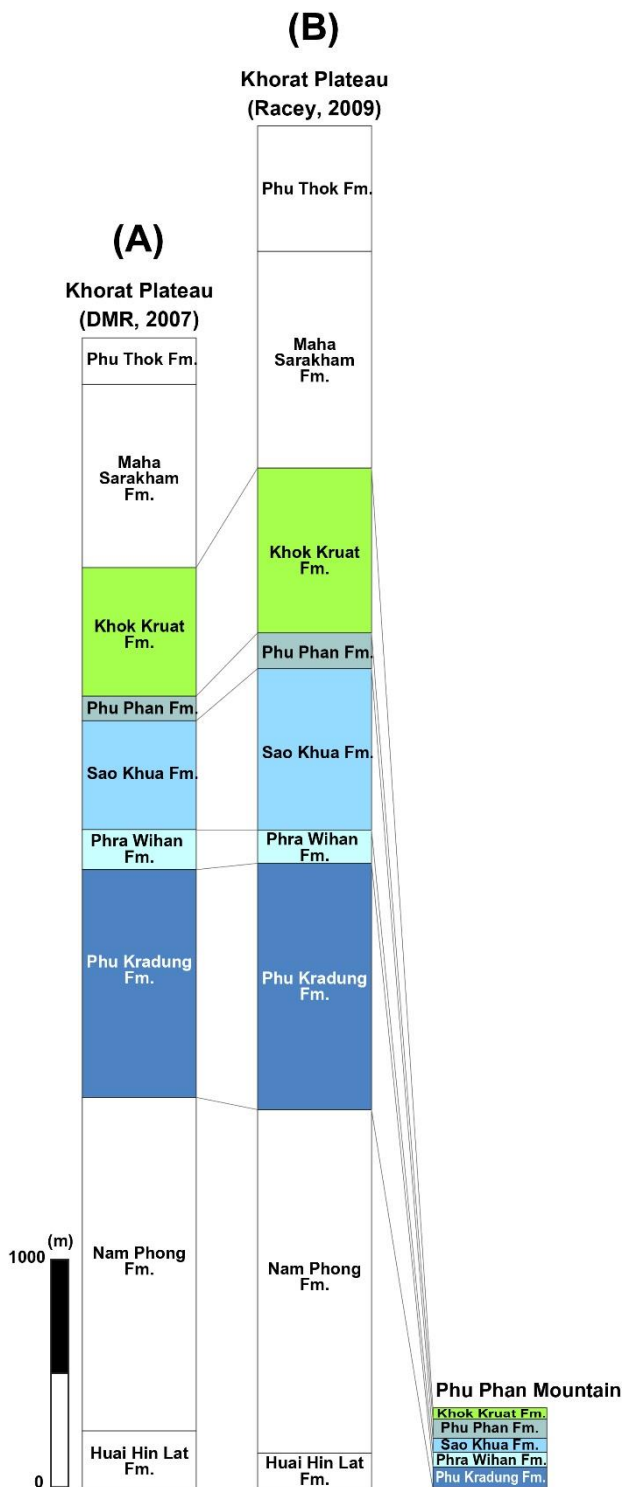 (B)
Khorat Plateau
(Racey, 2009)
Phu Thok Fm.
Maha
Sarakham
Fm.
Khok Kruat
Fm.
Phu Phan Fm.
Sao Khua Fm.
Phra Wihan
Fm.
Phu Kradung
Fm.
Nam Phong
Fm.
Huai Hin Lat
Fm.
(A)
Khorat Plateau
(DMR, 2007)
Phu Thok Fm.
Maha
Sarakham
Fm.
Khok Kruat
Fm.
Phu Phan Fm.
Sao Khua Fm.
Phra Wihan
Fm.
Phu Kradung
Fm.
Nam Phong
Fm.
Huai Hin Lat
Fm.
(m)
1000
0
Phu Phan Mountain
Khok Kruat Fm.
Phu Phan Fm.
Sao Khua Fm.
Phra Wihan Fm.
Phu Kradung Fm.